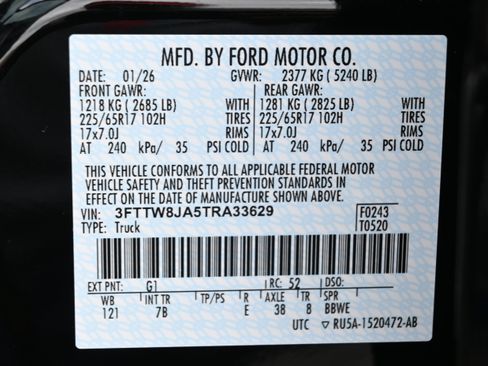 MFD. BY FORD MOTOR CO.
DATE: 01/26 GVWR: 2377 KG ( 5240 LB)
FRONT GAWR: REAR GAWR:
1218 KG ( 2685 LB) WITH 1281 KG ( 2825 LB) WITH
225/65R17 102H TIRES 225/65R17 102H TIRES
17x7.0J RIMS 17x7.0J RIMS
AT 240 kPa/ 35 PSI COLD AT 240 kPa/ 35 PSI COLD
THIS VEHICLE CONFORMS TO ALL APPLICABLE FEDERAL MOTOR
VEHICLE SAFETY AND THEFT PREVENTION STANDARDS IN
EFFECT ON THE DATE OF MANUFACTURE SHOWN ABOVE.
VIN: 3FTTW8JA5TRA33629 F0243
TYPE: Truck T0520
EXT PNT: G1 RC: 52 DSO:
WB INT TR TP/PS R AXLE TR SPR
121 7B E 38 8 BBWE
UTC RU5A-1520472-AB